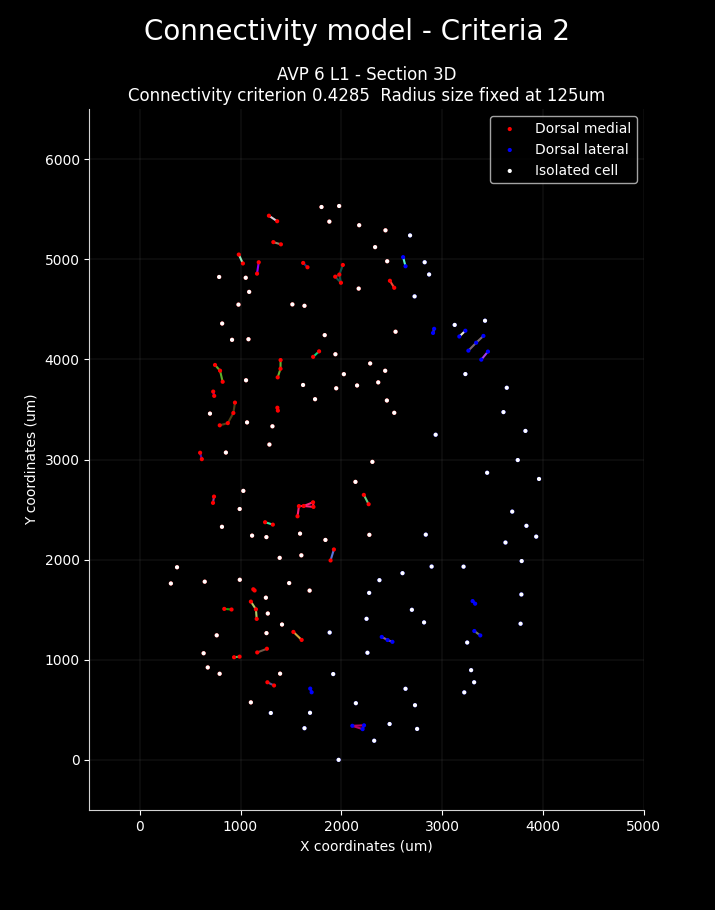 Connectivity model - Criteria 2
AVP 6 L1 - Section 3D
Connectivity criterion 0.4285  Radius size fixed at 125um
Dorsal medial
Dorsal lateral
Isolated cell
6000
5000
4000
3000
2000
1000
0
Y coordinates (um)
0 1000 2000 3000 4000 5000
X coordinates (um)